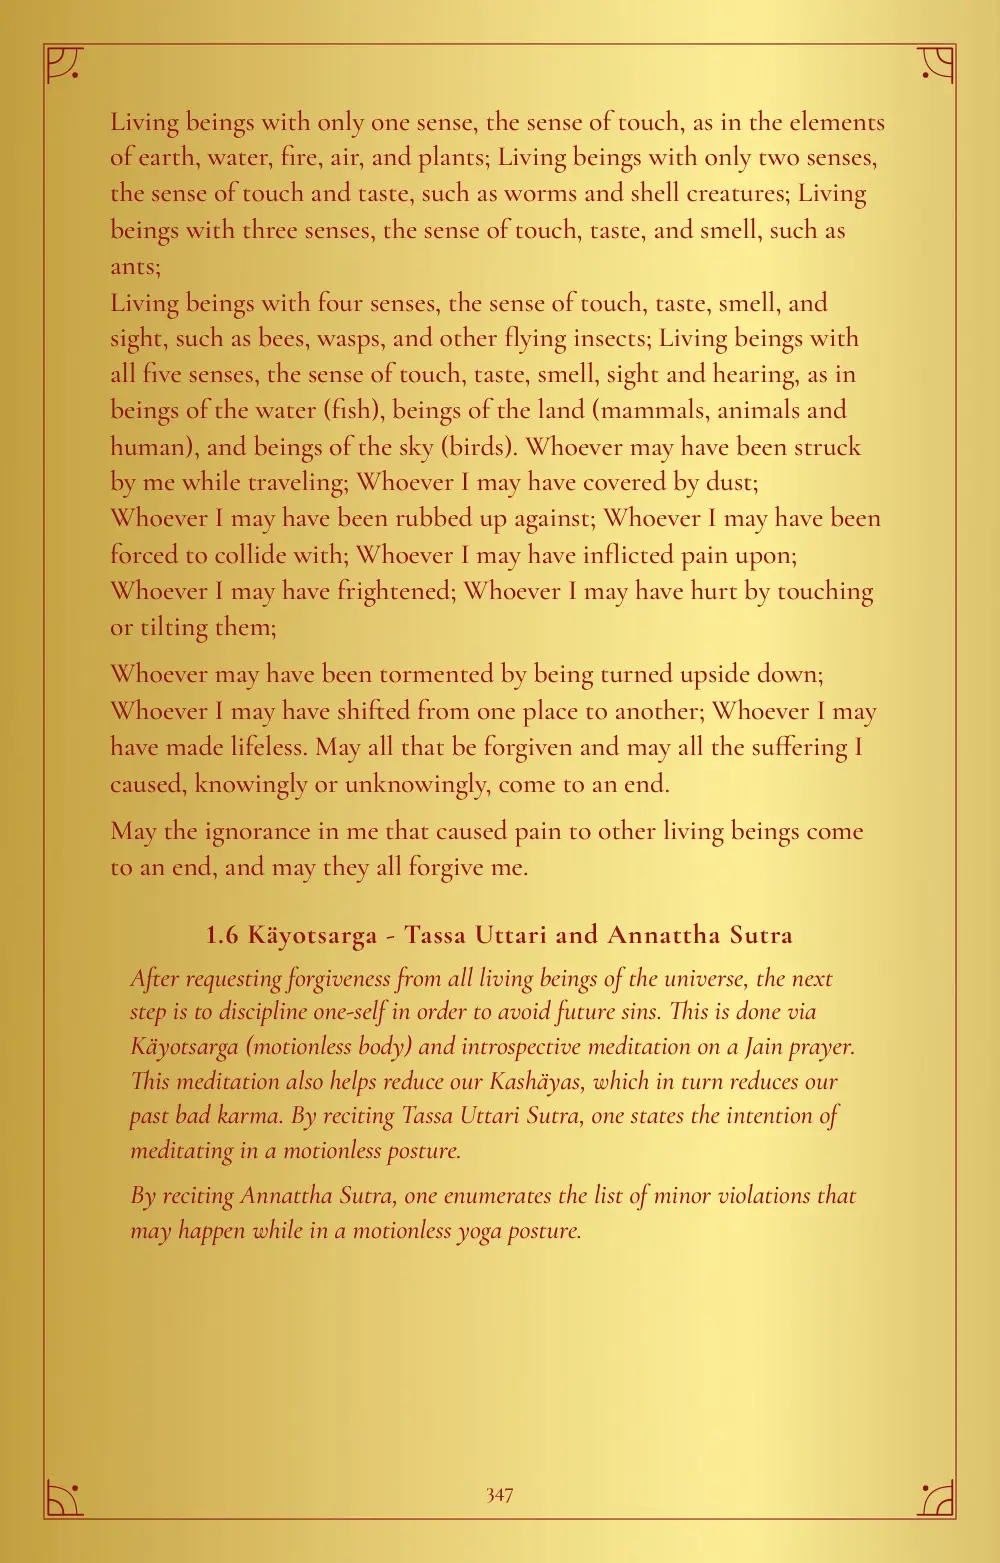 Living beings with only one sense, the sense of touch, as in the elements
of earth, water, fire, air, and plants; Living beings with only two senses,
the sense of touch and taste, such as worms and shell creatures; Living
beings with three senses, the sense of touch, taste, and smell, such as
ants;
Living beings with four senses, the sense of touch, taste, smell, and
sight, such as bees, wasps, and other flying insects; Living beings with
all five senses, the sense of touch, taste, smell, sight and hearing, as in
beings of the water (fish), beings of the land (mammals, animals and
human), and beings of the sky (birds). Whoever may have been struck
by me while traveling; Whoever I may have covered by dust;
Whoever I may have been rubbed up against; Whoever I may have been
forced to collide with; Whoever I may have inflicted pain upon;
Whoever I may have frightened; Whoever I may have hurt by touching
or tilting them;
Whoever may have been tormented by being turned upside down;
Whoever I may have shifted from one place to another; Whoever I may
have made lifeless. May all that be forgiven and may all the suffering I
caused, knowingly or unknowingly, come to an end.
May the ignorance in me that caused pain to other living beings come
to an end, and may they all forgive me.
1.6 Käyotsarga - Tassa Uttari and Annattha Sutra
After requesting forgiveness from all living beings of the universe, the next
step is to discipline one-self in order to avoid future sins. This is done via
Käyotsarga (motionless body) and introspective meditation on a Jain prayer.
This meditation also helps reduce our Kashäyas, which in turn reduces our
past bad karma. By reciting Tassa Uttari Sutra, one states the intention of
meditating in a motionless posture.
By reciting Annattha Sutra, one enumerates the list of minor violations that
may happen while in a motionless yoga posture.
347